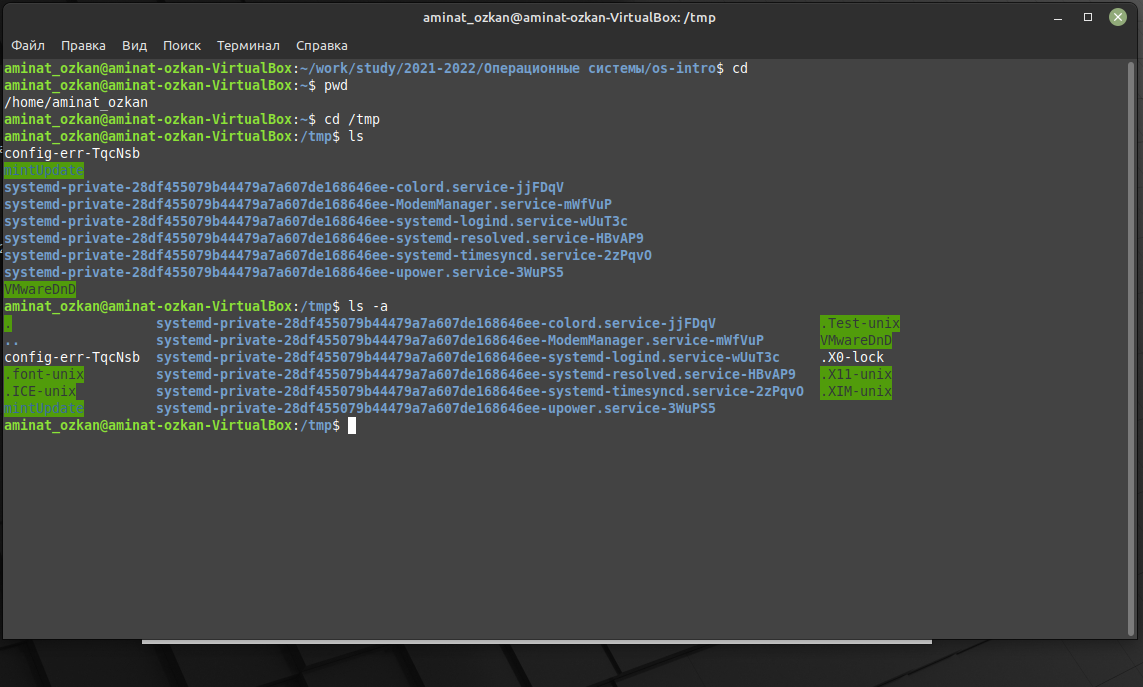 aminat_ozkan@aminat-ozkan-VirtualBox: /tmp
Файл Правка Вид Поиск Терминал Справка
aminat_ozkan@aminat-ozkan-VirtualBox:~/work/study/2021-2022/Операционные системы/os-intro$ cd
aminat_ozkan@aminat-ozkan-VirtualBox:~$ pwd
/home/aminat_ozkan
aminat_ozkan@aminat-ozkan-VirtualBox:~$ cd /tmp
aminat_ozkan@aminat-ozkan-VirtualBox:/tmp$ ls
config-err-TqcNsb
mintUpdate
systemd-private-28df455079b44479a7a607de168646ee-colord.service-jjFDqV
systemd-private-28df455079b44479a7a607de168646ee-ModemManager.service-mWfVuP
systemd-private-28df455079b44479a7a607de168646ee-systemd-logind.service-wUuT3c
systemd-private-28df455079b44479a7a607de168646ee-systemd-resolved.service-HBvAP9
systemd-private-28df455079b44479a7a607de168646ee-systemd-timesyncd.service-2zPqvO
systemd-private-28df455079b44479a7a607de168646ee-upower.service-3WuPS5
VMwareDnD
aminat_ozkan@aminat-ozkan-VirtualBox:/tmp$ ls -a
. systemd-private-28df455079b44479a7a607de168646ee-colord.service-jjFDqV .Test-unix
.. systemd-private-28df455079b44479a7a607de168646ee-ModemManager.service-mWfVuP VMwareDnD
config-err-TqcNsb systemd-private-28df455079b44479a7a607de168646ee-systemd-logind.service-wUuT3c .X0-lock
.font-unix systemd-private-28df455079b44479a7a607de168646ee-systemd-resolved.service-HBvAP9 .X11-unix
.ICE-unix systemd-private-28df455079b44479a7a607de168646ee-systemd-timesyncd.service-2zPqvO .XIM-unix
mintUpdate systemd-private-28df455079b44479a7a607de168646ee-upower.service-3WuPS5
aminat_ozkan@aminat-ozkan-VirtualBox:/tmp$